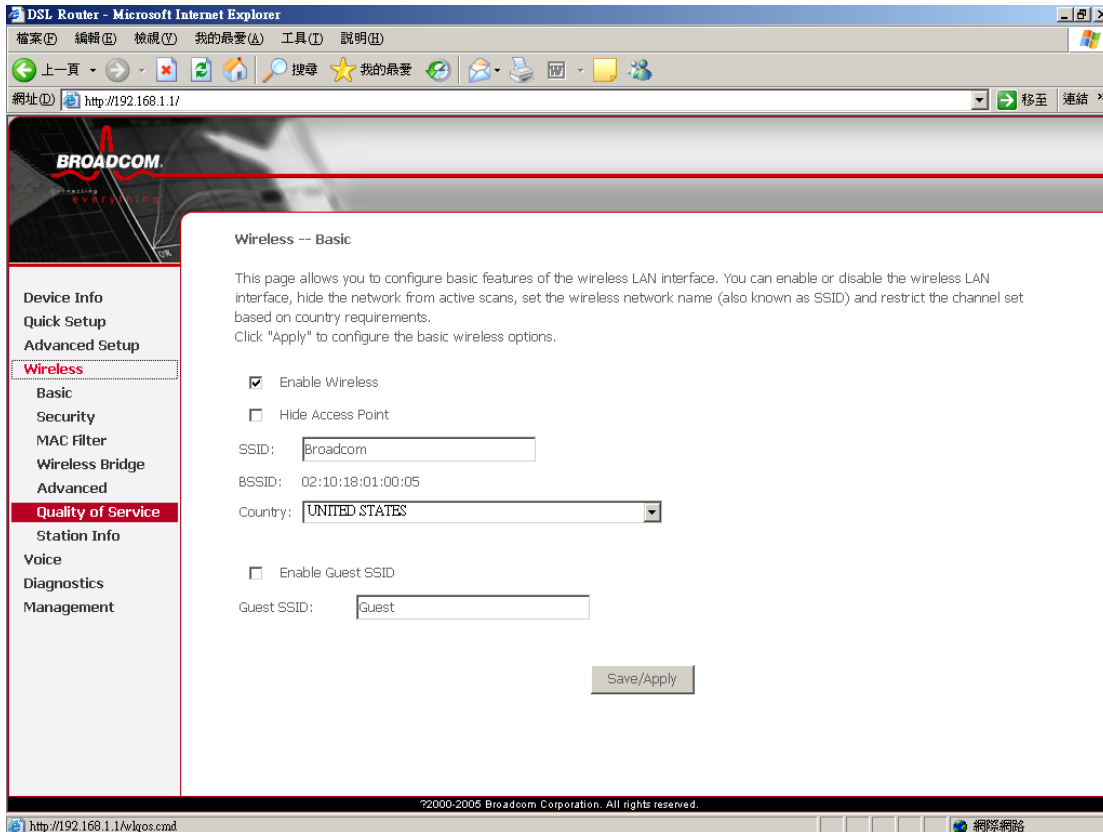 DSL Router - Microsoft Internet Explorer
檔案(F) 編輯(E) 檢視(V) 我的最愛(A) 工具(T) 說明(H)
上一頁 搜尋 我的最愛
網址(D) http://192.168.1.1/ 移至 連結 »
BROADCOM.
Connecting
everything
Wireless -- Basic
This page allows you to configure basic features of the wireless LAN interface. You can enable or disable the wireless LAN
interface, hide the network from active scans, set the wireless network name (also known as SSID) and restrict the channel set
based on country requirements.
Click "Apply" to configure the basic wireless options.
Device Info
Quick Setup
Advanced Setup
Wireless
Basic
Security
MAC Filter
Wireless Bridge
Advanced
Quality of Service
Station Info
Voice
Diagnostics
Management
Enable Wireless
Hide Access Point
SSID: Broadcom
BSSID: 02:10:18:01:00:05
Country: UNITED STATES
Enable Guest SSID
Guest SSID: Guest
Save/Apply
?2000-2005 Broadcom Corporation. All rights reserved.
http://192.168.1.1/wlqos.cmd 網際網路